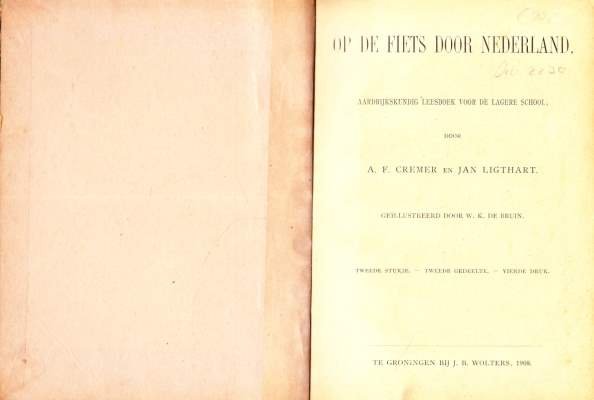 OP DE FIETS DOOR NEDERLAND.
AARDRIJKSKUNDIG LEESBOEK VOOR DE LAGERE SCHOOL,
DOOR
A. F. CREMER EN JAN LIGTHART.
GEÏLLUSTREERD DOOR W. K. DE BRUIN.
TWEEDE STUKJE. — TWEEDE GEDEELTE. — VIERDE DRUK.
TE GRONINGEN BIJ J. B. WOLTERS, 1908.